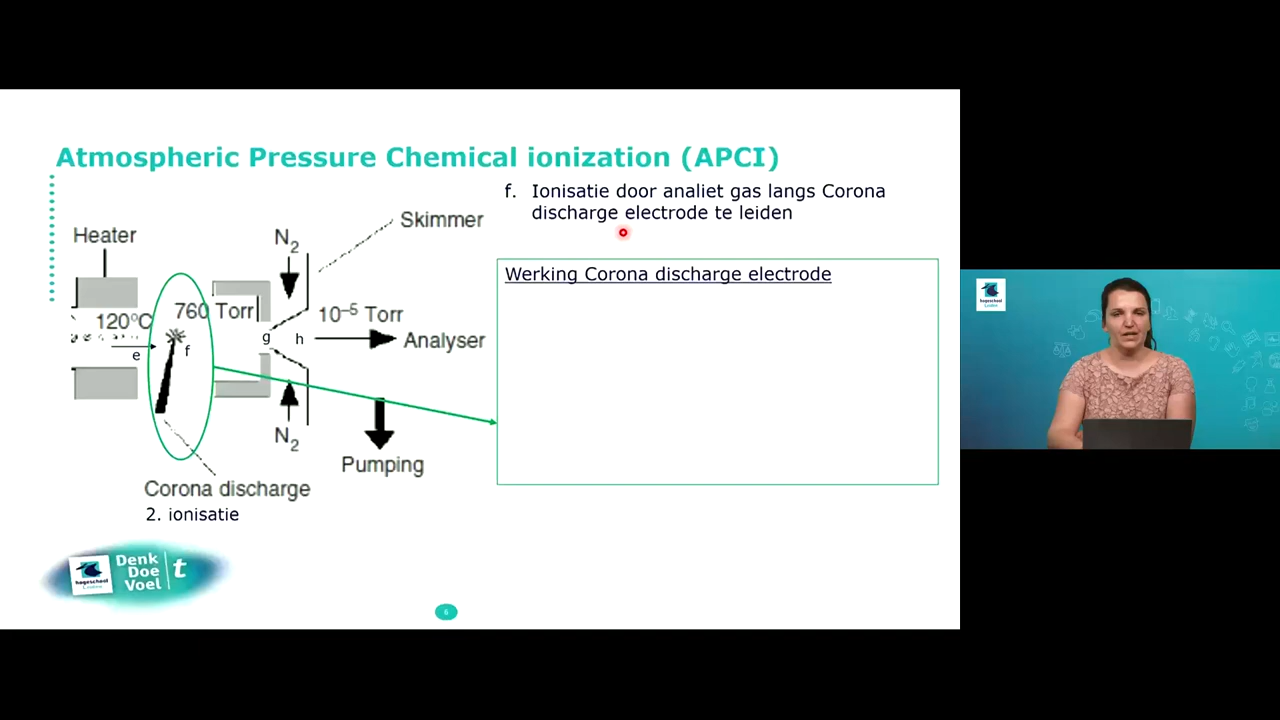 Atmospheric Pressure Chemical ionization (APCI)
f. Ionisatie door analiet gas langs Corona
discharge electrode te leiden
Skimmer
Heater
N2
Werking Corona discharge electrode
760 Torr
10–5 Torr
120°C
g
h
Analyser
e
f
N2
Pumping
Corona discharge
2. ionisatie
Denk
Doe
Voel
t
hogeschool
hogeschool
6